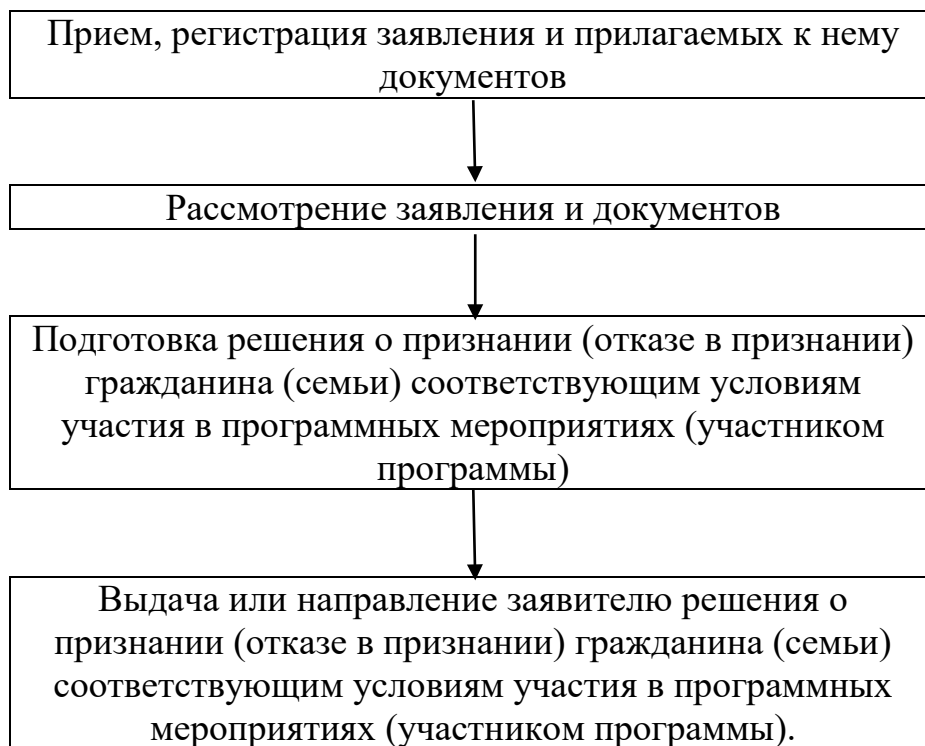 Прием, регистрация заявления и прилагаемых к нему
документов
Рассмотрение заявления и документов
Подготовка решения о признании (отказе в признании)
гражданина (семьи) соответствующим условиям
участия в программных мероприятиях (участником
программы)
Выдача или направление заявителю решения о
признании (отказе в признании) гражданина (семьи)
соответствующим условиям участия в программных
мероприятиях (участником программы).